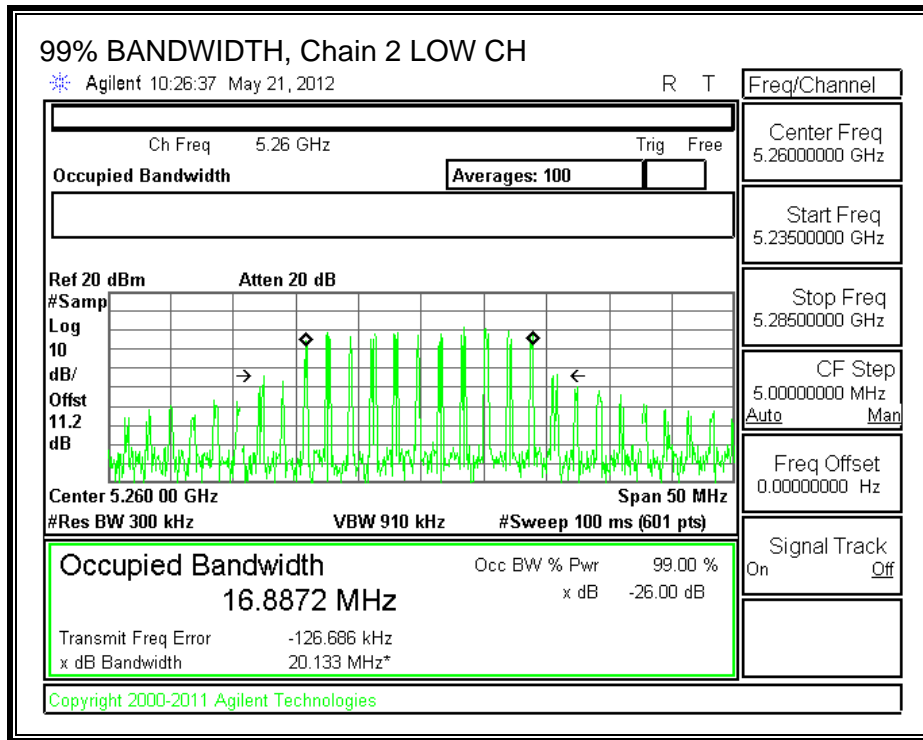 99% BANDWIDTH, Chain 2 LOW CH
Agilent 10:26:37 May 21, 2012 R T
Freq/Channel
Ch Freq 5.26 GHz Trig Free
Occupied Bandwidth Averages: 100
Center Freq
5.26000000 GHz
Start Freq
5.23500000 GHz
Stop Freq
5.28500000 GHz
CF Step
5.00000000 MHz
Auto Man
Freq Offset
0.00000000 Hz
Signal Track
On Off
Ref 20 dBm Atten 20 dB
#Samp
Log
10
dB/
Offst
11.2
dB
Center 5.260 00 GHz Span 50 MHz
#Res BW 300 kHz VBW 910 kHz #Sweep 100 ms (601 pts)
Occupied Bandwidth Occ BW % Pwr 99.00 %
16.8872 MHz x dB -26.00 dB
Transmit Freq Error -126.686 kHz
x dB Bandwidth 20.133 MHz*
Copyright 2000-2011 Agilent Technologies